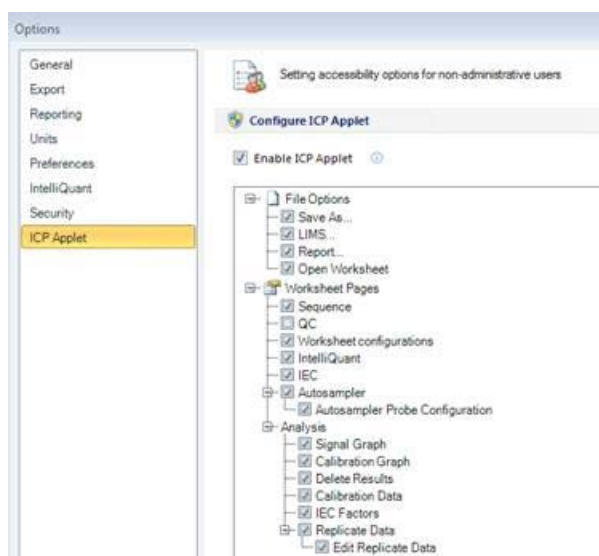 Options
General
Export
Reporting
Units
Preferences
IntelliQuant
Security
ICP Applet
Setting accessibility options for non-administrative users
Configure ICP Applet
Enable ICP Applet
File Options
Save As...
LIMS...
Report...
Open Worksheet
Worksheet Pages
Sequence
QC
Worksheet configurations
IntelliQuant
IEC
Autosampler
Autosampler Probe Configuration
Analysis
Signal Graph
Calibration Graph
Delete Results
Calibration Data
IEC Factors
Replicate Data
Edit Replicate Data